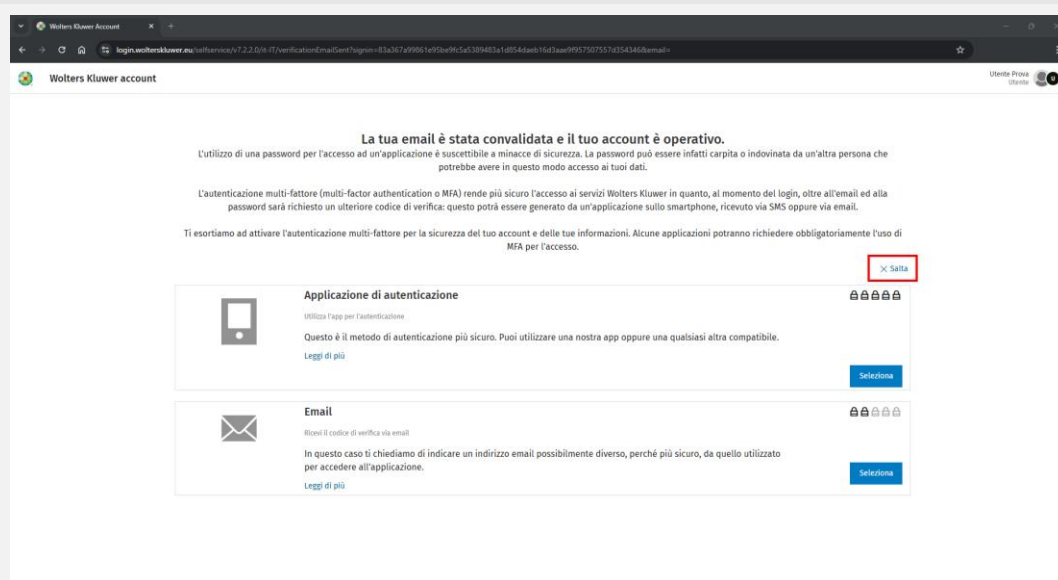 Wolters Kluwer Account
login.wolterskluwer.eu/selfservice/v7.2.2.0/it-IT/verificationEmailSent?signin=83a367a99861e95be9fc5a5389483a1d854daeb16d3aae9f957507557d354346&email=
Wolters Kluwer account
Utente Prova
Utente
U
La tua email è stata convalidata e il tuo account è operativo.
L'utilizzo di una password per l'accesso ad un'applicazione è suscettibile a minacce di sicurezza. La password può essere infatti carpita o indovinata da un'altra persona che
potrebbe avere in questo modo accesso ai tuoi dati.
L'autenticazione multi-fattore (multi-factor authentication o MFA) rende più sicuro l'accesso ai servizi Wolters Kluwer in quanto, al momento del login, oltre all'email ed alla
password sarà richiesto un ulteriore codice di verifica: questo potrà essere generato da un'applicazione sullo smartphone, ricevuto via SMS oppure via email.
Ti esortiamo ad attivare l'autenticazione multi-fattore per la sicurezza del tuo account e delle tue informazioni. Alcune applicazioni potranno richiedere obbligatoriamente l'uso di
MFA per l'accesso.
Salta
Applicazione di autenticazione
Utilizza l'app per l'autenticazione
Questo è il metodo di autenticazione più sicuro. Puoi utilizzare una nostra app oppure una qualsiasi altra compatibile.
Leggi di più
Seleziona
Email
Ricevi il codice di verifica via email
In questo caso ti chiediamo di indicare un indirizzo email possibilmente diverso, perché più sicuro, da quello utilizzato
per accedere all'applicazione.
Leggi di più
Seleziona